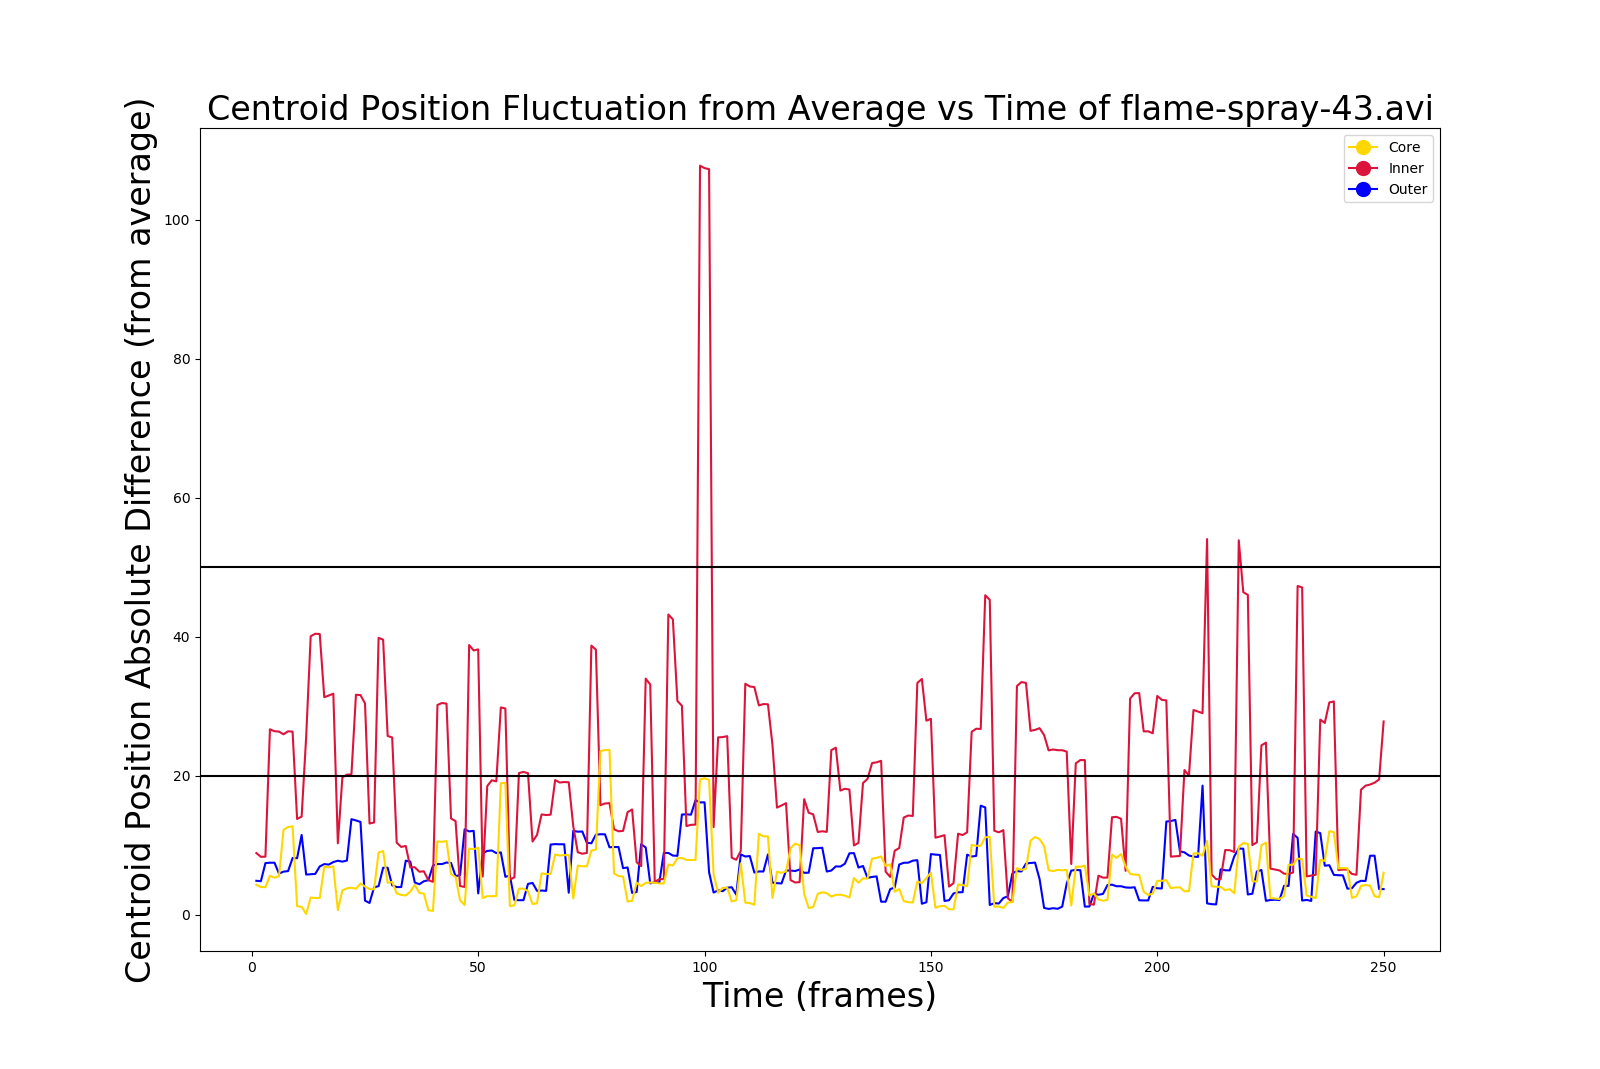 Centroid Position Fluctuation from Average vs Time of flame-spray-43.avi
Core
Inner
Outer
Centroid Position Absolute Difference (from average)
100
80
60
40
20
0
0 50 100 150 200 250
Time (frames)